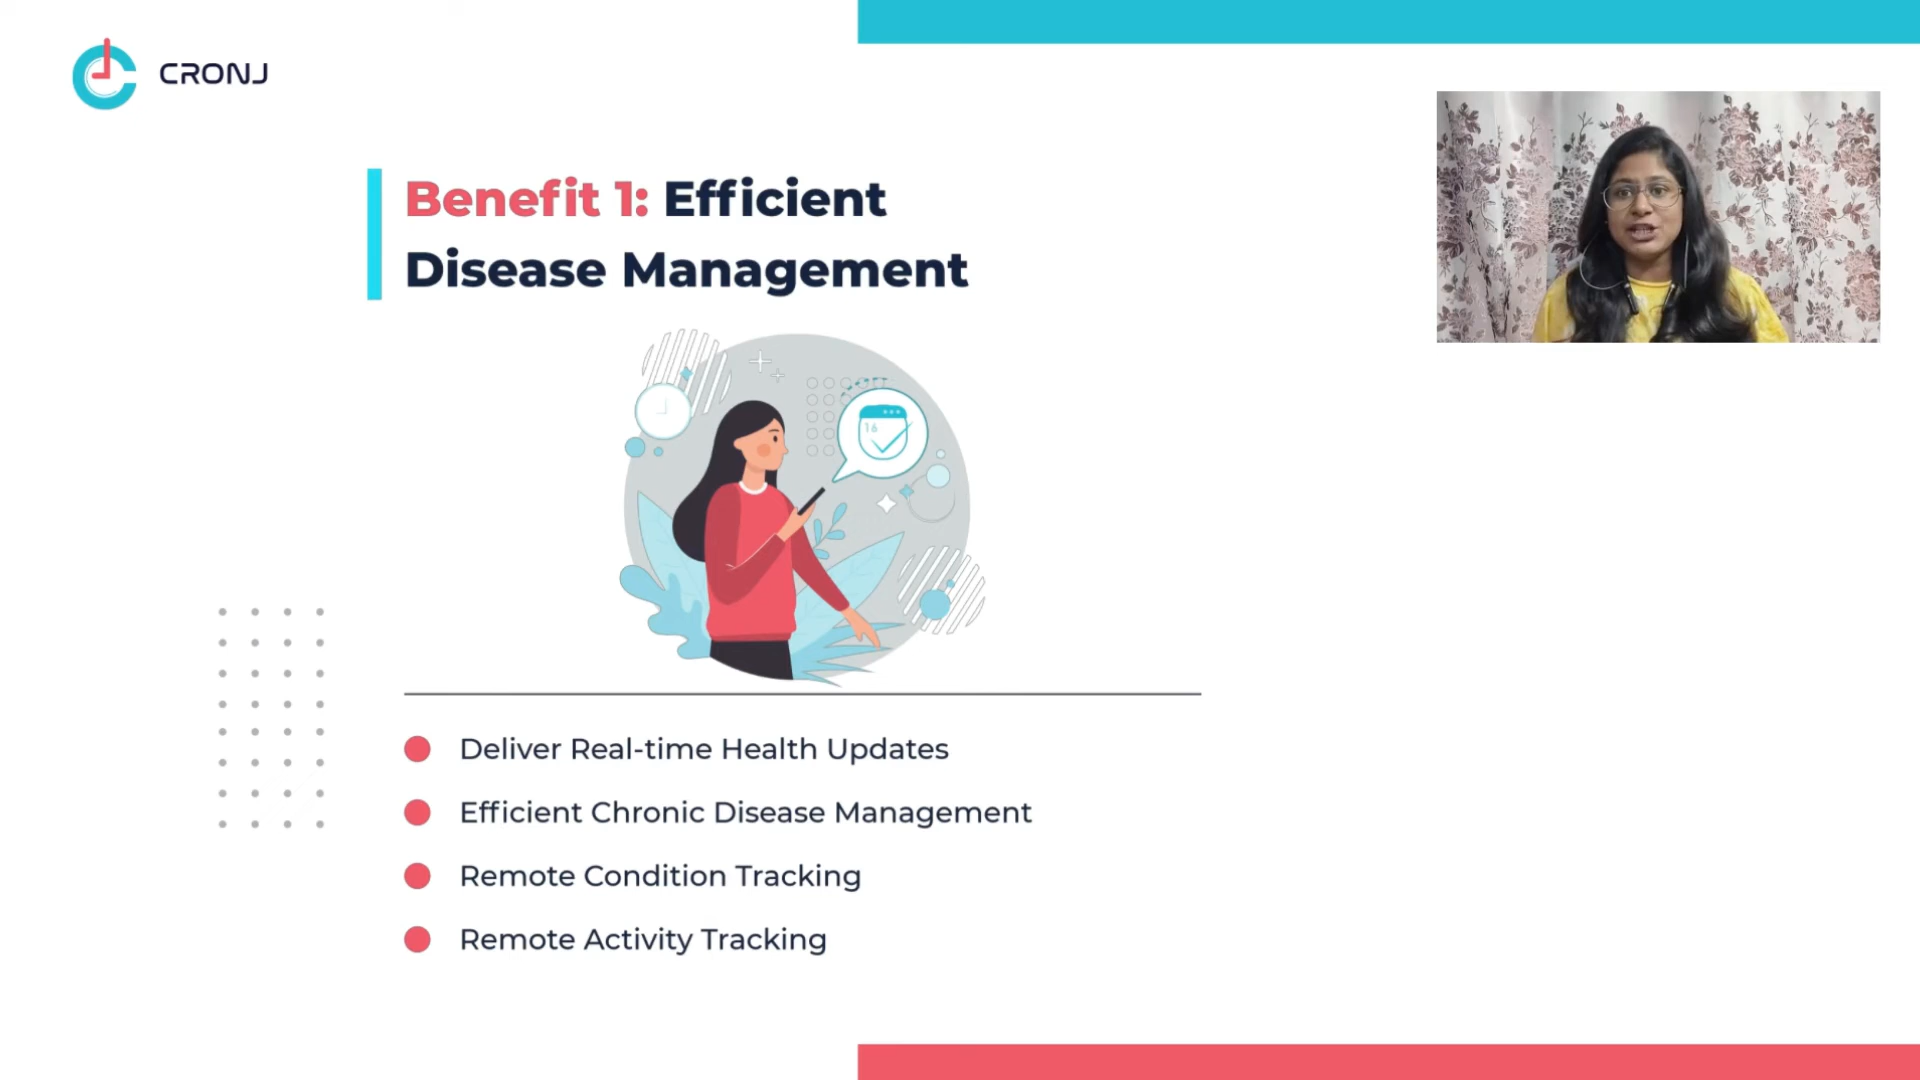 CRONJ
Benefit 1: Efficient
Disease Management
16
Deliver Real-time Health Updates
Efficient Chronic Disease Management
Remote Condition Tracking
Remote Activity Tracking